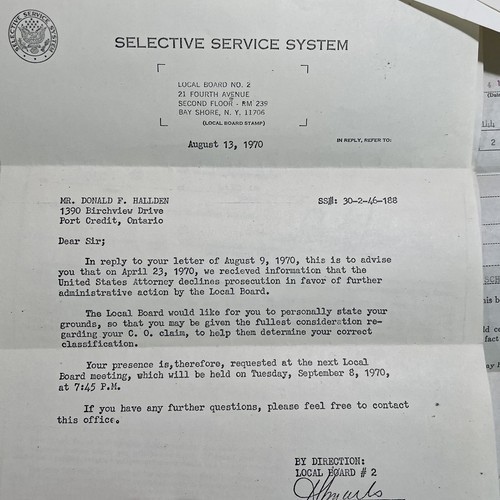 SELECTIVE SERVICE SYSTEM
LOCAL BOARD NO. 2
21 FOURTH AVENUE
SECOND FLOOR - RM 239
BAY SHORE, N. Y. 11706
(LOCAL BOARD STAMP)
August 13, 1970
IN REPLY, REFER TO:
MR. DONALD F. HALLDEN
SS#: 30-2-46-188
1390 Birchview Drive
Port Credit, Ontario
Dear Sir;
In reply to your letter of August 9, 1970, this is to advise
you that on April 23, 1970, we recieved information that the
United States Attorney declines prosecution in favor of further
administrative action by the Local Board.
The Local Board would like for you to personally state your
grounds, so that you may be given the fullest consideration re-
garding your C. O. claim, to help them determine your correct
classification.
Your presence is,therefore, requested at the next Local
Board meeting, which will be held on Tuesday, September 8, 1970,
at 7:45 P.M.
If you have any further questions, please feel free to contact
this office.
BY DIRECTION:
LOCAL BOARD # 2